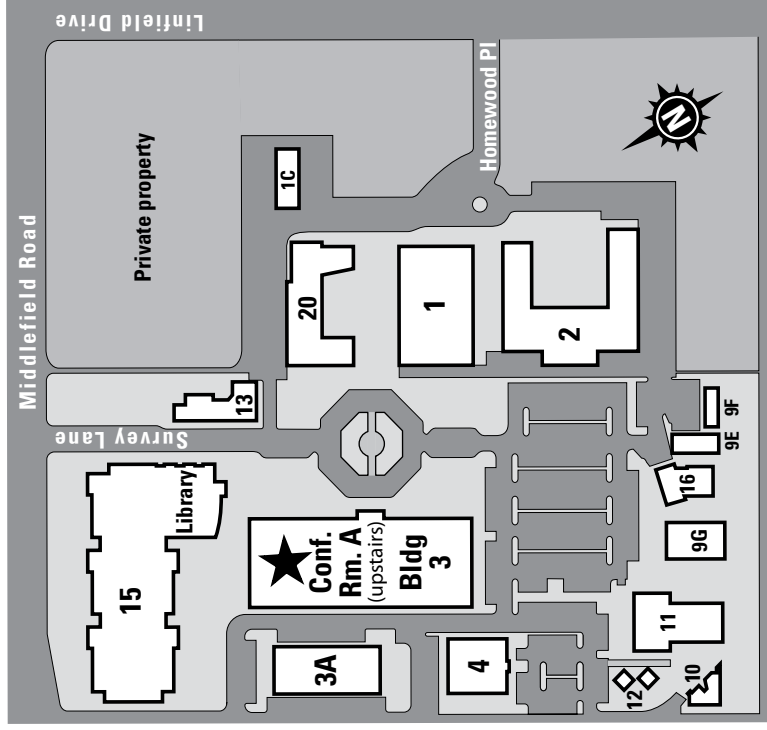 Linfield Drive
Homewood Pl
N
Middlefield Road
Private property
1C
20
1
2
13
Survey Lane
9F
9E
16
9G
Library
15
Conf.
Rm. A
(upstairs)
Bldg
3
3A
4
11
12
10